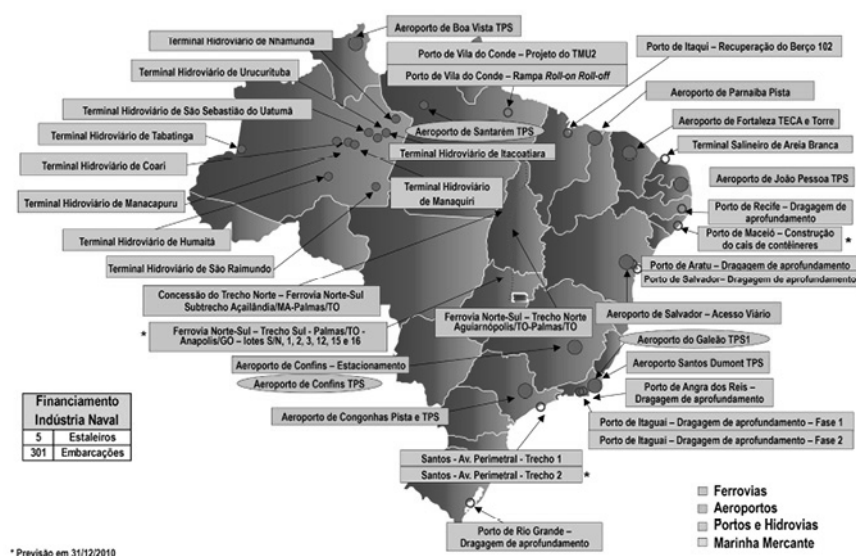 Aeroporto de Boa Vista TPS
Terminal Hidroviário de Nhamundá
Terminal Hidroviário de Urucurituba
Terminal Hidroviário de São Sebastião do Uatumã
Terminal Hidroviário de Tabatinga
Terminal Hidroviário de Coari
Terminal Hidroviário de Manacapuru
Terminal Hidroviário de Humaitá
Terminal Hidroviário de São Raimundo
Porto de Vila do Conde – Projeto do TMU2
Porto de Vila do Conde – Rampa Roll-on Roll-off
Aeroporto de Santarém TPS
Terminal Hidroviário de Itacoatiara
Terminal Hidroviário de
Manaquiri
Porto de Itaqui – Recuperação do Berço 102
Aeroporto de Parnaíba Pista
Aeroporto de Fortaleza TECA e Torre
Terminal Salineiro de Areia Branca
Aeroporto de João Pessoa TPS
Porto de Recife – Dragagem de
aprofundamento
Porto de Maceió – Construção
do cais de contêineres *
Porto de Aratu – Dragagem de aprofundamento
Porto de Salvador – Dragagem de aprofundamento
Concessão do Trecho Norte – Ferrovia Norte-Sul
Subtrecho Açailândia/MA-Palmas/TO
* Ferrovia Norte-Sul – Trecho Sul - Palmas/TO -
Anapolis/GO – lotes S/N, 1, 2, 3, 12, 15 e 16
Ferrovia Norte-Sul – Trecho Norte
Aguiarnópolis/TO-Palmas/TO
Aeroporto de Salvador – Acesso Viário
Aeroporto do Galeão TPS1
Aeroporto de Confins – Estacionamento
Aeroporto de Confins TPS
Aeroporto Santos Dumont TPS
Porto de Angra dos Reis –
Dragagem de aprofundamento
Aeroporto de Congonhas Pista e TPS
Porto de Itaguaí – Dragagem de aprofundamento – Fase 1
Porto de Itaguaí – Dragagem de aprofundamento – Fase 2
Santos - Av. Perimetral - Trecho 1
Santos - Av. Perimetral - Trecho 2 *
Porto de Rio Grande –
Dragagem de aprofundamento
Financiamento
Indústria Naval
5 Estaleiros
301 Embarcações
Ferrovias
Aeroportos
Portos e Hidrovias
Marinha Mercante
* Previsão em 31/12/2010